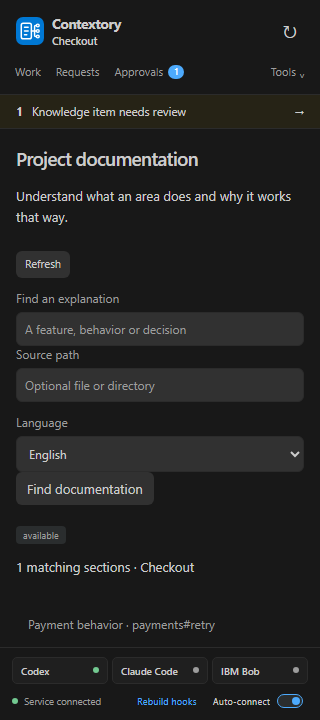 Contextory
Checkout
↻
Work Requests Approvals 1 Tools
1 Knowledge item needs review →
Project documentation
Understand what an area does and why it works
that way.
Refresh
Find an explanation
A feature, behavior or decision
Source path
Optional file or directory
Language
English
Find documentation
available
1 matching sections · Checkout
Payment behavior · payments#retry
Codex Claude Code IBM Bob
Service connected Rebuild hooks Auto-connect